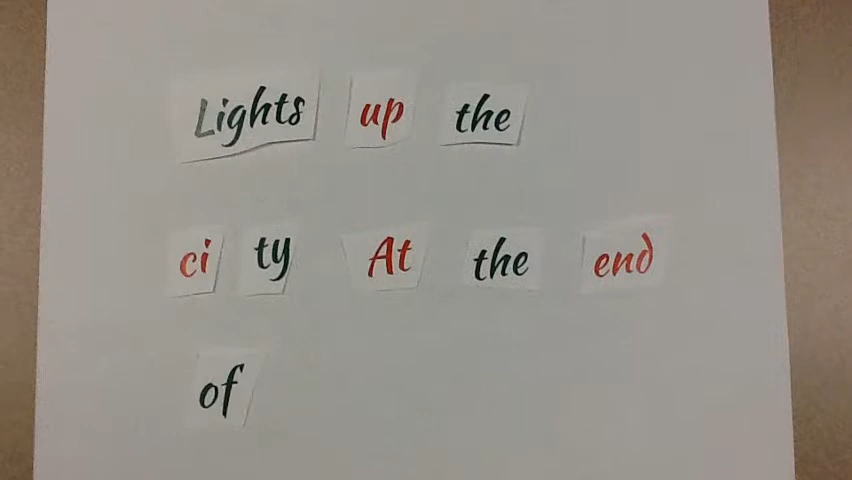 Lights up the
ci ty At the end
of